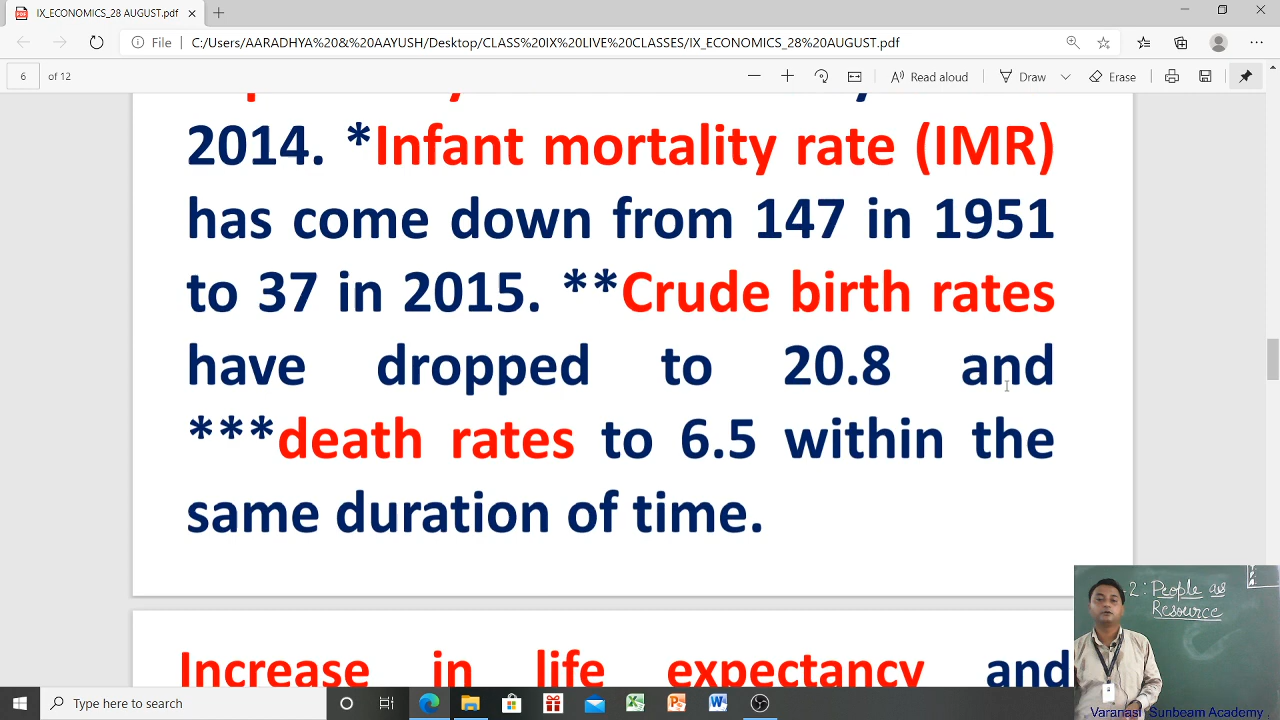 IX_ECONOMICS_28 AUGUST.pdf
File C:/Users/AARADHYA%20&%20AAYUSH/Desktop/CLASS%20IX%20LIVE%20CLASSES/IX_ECONOMICS_28%20AUGUST.pdf
6 of 12 Read aloud Draw Erase
2014. *Infant mortality rate (IMR)
has come down from 147 in 1951
to 37 in 2015. **Crude birth rates
have dropped to 20.8 and
***death rates to 6.5 within the
same duration of time.
2: People as
Resource
Increase in life expectancy and
Type here to search
Varanasi Sunbeam Academy